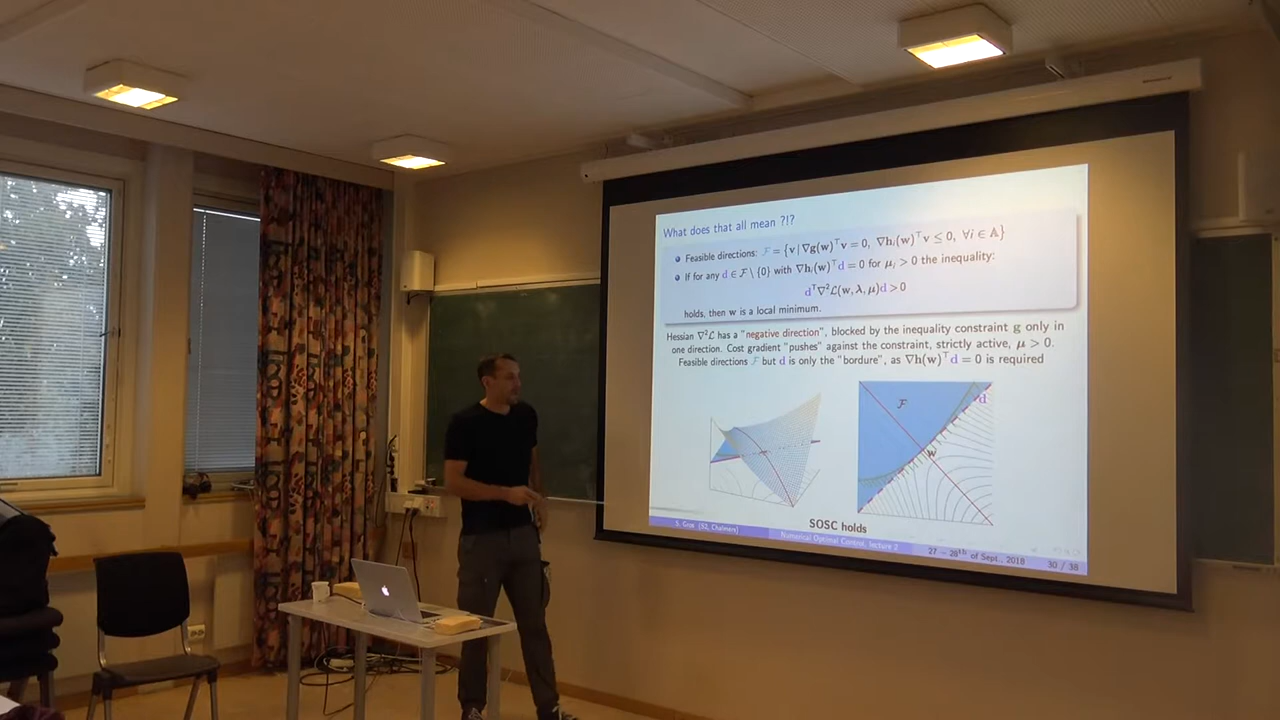 What does that all mean ?!?
Feasible directions: ℱ = {v | ∇g(w)ᵀv = 0, ∇hᵢ(w)ᵀv ≤ 0, ∀i ∈ 𝔸}
If for any d ∈ ℱ \ {0} with ∇hᵢ(w)ᵀd = 0 for μᵢ > 0 the inequality:
dᵀ∇²ℒ(w, λ, μ)d > 0
holds, then w is a local minimum.
Hessian ∇²ℒ has a "negative direction", blocked by the inequality constraint g only in
one direction. Cost gradient "pushes" against the constraint, strictly active, μ > 0.
Feasible directions ℱ but d is only the "bordure", as ∇h(w)ᵀd = 0 is required
ℱ
d
w
SOSC holds
S. Gros (S2, Chalmers)
Numerical Optimal Control, lecture 2
27 – 28th of Sept., 2018
30 / 38